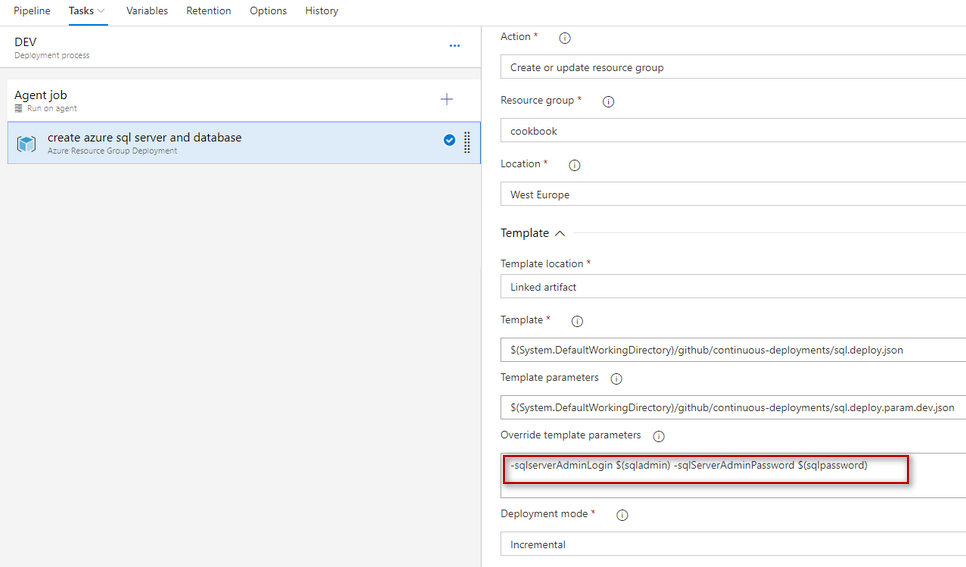 Pipeline Tasks Variables Retention Options History
DEV
Deployment process
...
Agent job
Run on agent
create azure sql server and database
Azure Resource Group Deployment
Action *
Create or update resource group
Resource group *
cookbook
Location *
West Europe
Template
Template location *
Linked artifact
Template *
$(System.DefaultWorkingDirectory)/github/continuous-deployments/sql.deploy.json
Template parameters
$(System.DefaultWorkingDirectory)/github/continuous-deployments/sql.deploy.param.dev.json
Override template parameters
-sqlserverAdminLogin $(sqladmin) -sqlServerAdminPassword $(sqlpassword)
Deployment mode *
Incremental